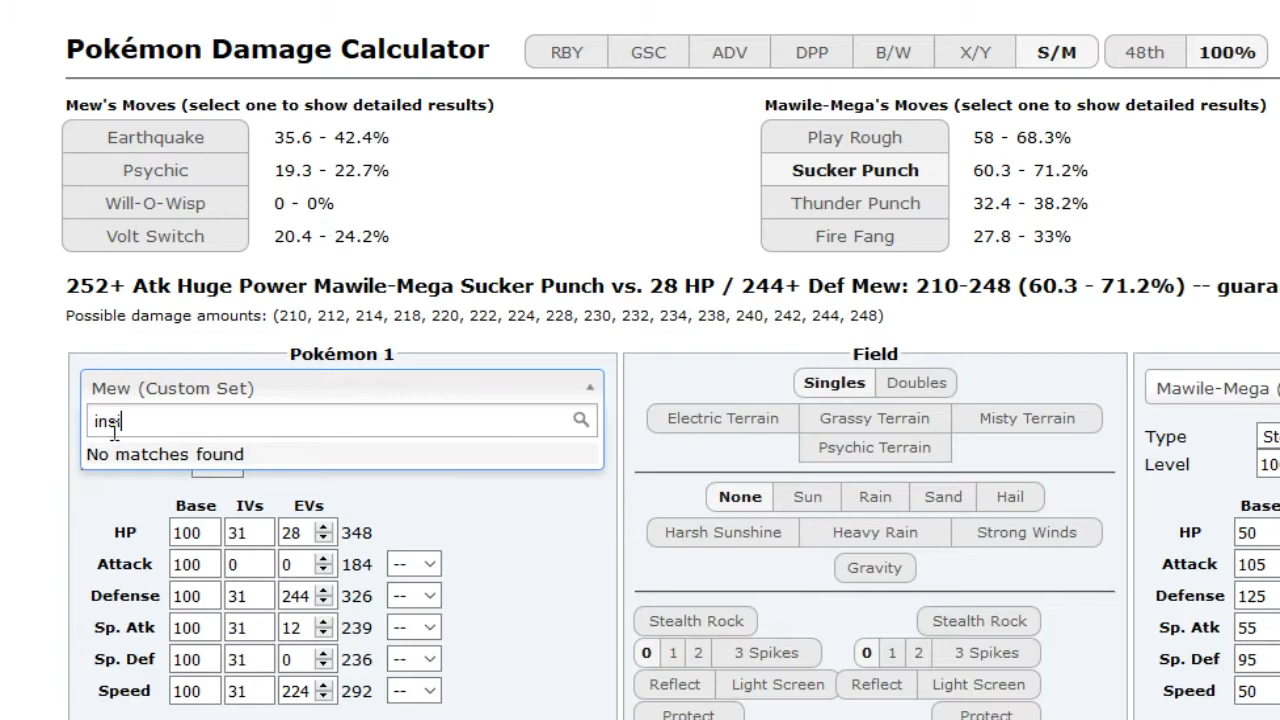 Pokémon Damage Calculator
RBY GSC ADV DPP B/W X/Y S/M 48th 100%
Mew's Moves (select one to show detailed results)
Earthquake 35.6 - 42.4%
Psychic 19.3 - 22.7%
Will-O-Wisp 0 - 0%
Volt Switch 20.4 - 24.2%
Mawile-Mega's Moves (select one to show detailed results)
Play Rough 58 - 68.3%
Sucker Punch 60.3 - 71.2%
Thunder Punch 32.4 - 38.2%
Fire Fang 27.8 - 33%
252+ Atk Huge Power Mawile-Mega Sucker Punch vs. 28 HP / 244+ Def Mew: 210-248 (60.3 - 71.2%) -- guara
Possible damage amounts: (210, 212, 214, 218, 220, 222, 224, 228, 230, 232, 234, 238, 240, 242, 244, 248)
Pokémon 1
Mew (Custom Set)
insi
No matches found
Base IVs EVs
HP 100 31 28 348
Attack 100 0 0 184 --
Defense 100 31 244 326 --
Sp. Atk 100 31 12 239 --
Sp. Def 100 31 0 236 --
Speed 100 31 224 292 --
Field
Singles Doubles
Electric Terrain Grassy Terrain Misty Terrain
Psychic Terrain
None Sun Rain Sand Hail
Harsh Sunshine Heavy Rain Strong Winds
Gravity
Stealth Rock Stealth Rock
0 1 2 3 Spikes 0 1 2 3 Spikes
Reflect Light Screen Reflect Light Screen
Protect Protect
Mawile-Mega (
Type St
Level 10
Base
HP 50
Attack 105
Defense 125
Sp. Atk 55
Sp. Def 95
Speed 50